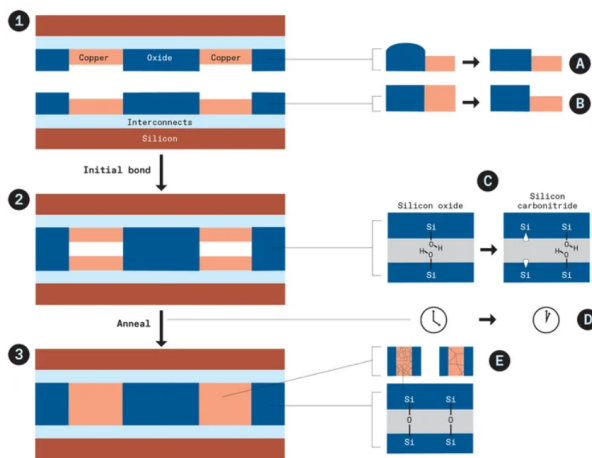 1
Copper Oxide Copper
A
B
Interconnects
Silicon
Initial bond
C
2
Silicon oxide
Silicon
carbonitride
Si
Si Si
H O
H O
H O
H O
Si
Si Si
Anneal
D
3
E
Si Si
O O
Si Si